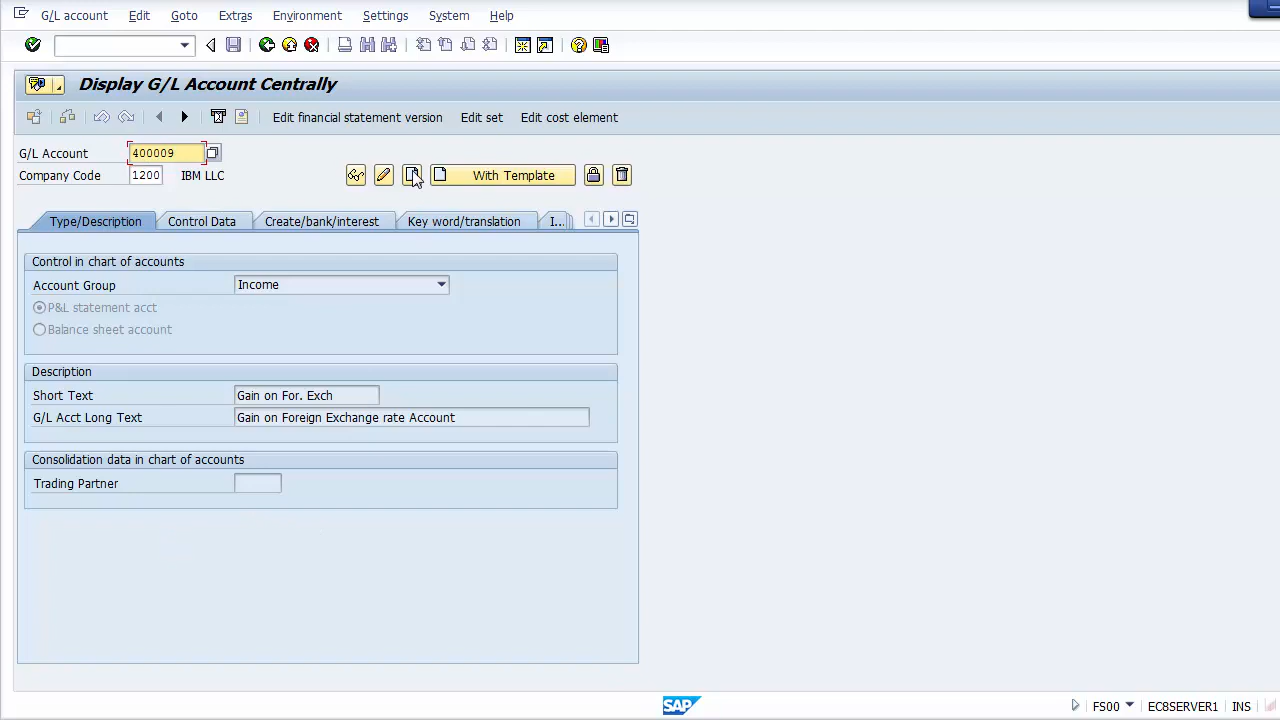 G/L account Edit Goto Extras Environment Settings System Help
Display G/L Account Centrally
Edit financial statement version Edit set Edit cost element
G/L Account 400009
Company Code 1200 IBM LLC With Template
Type/Description Control Data Create/bank/interest Key word/translation I...
Control in chart of accounts
Account Group Income
P&L statement acct
Balance sheet account
Description
Short Text Gain on For. Exch
G/L Acct Long Text Gain on Foreign Exchange rate Account
Consolidation data in chart of accounts
Trading Partner
SAP FS00 EC8SERVER1 INS